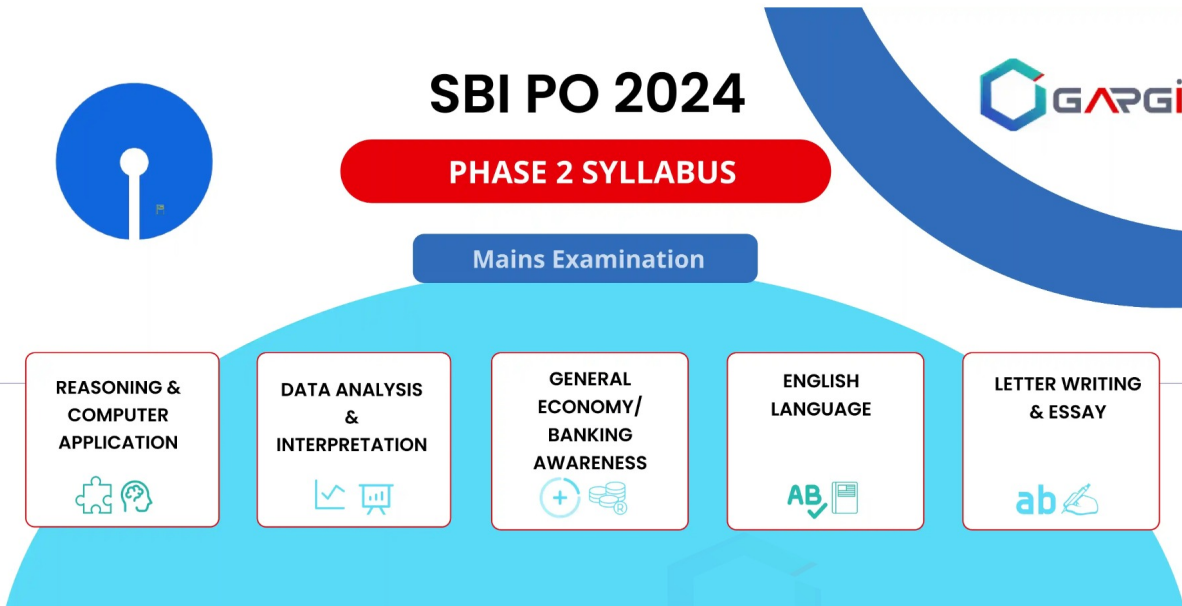 SBI PO 2024
GARGI
PHASE 2 SYLLABUS
Mains Examination
REASONING &
COMPUTER
APPLICATION
DATA ANALYSIS
&
INTERPRETATION
GENERAL
ECONOMY/
BANKING
AWARENESS
ENGLISH
LANGUAGE
AB
LETTER WRITING
& ESSAY
ab